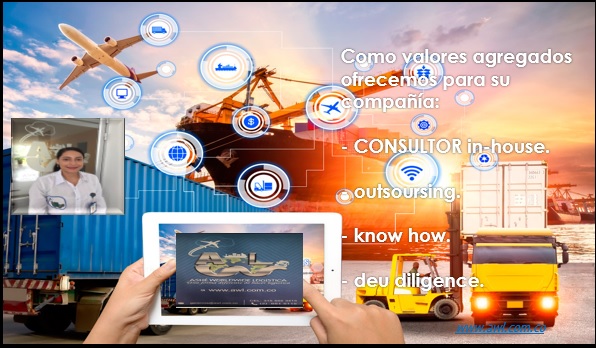 Como valores agregados
ofrecemos para su
compañía:
- CONSULTOR in-house.
- outsoursing.
- know how
- deu diligence.
AWL
www.awl.com.co
www.awl.com.co